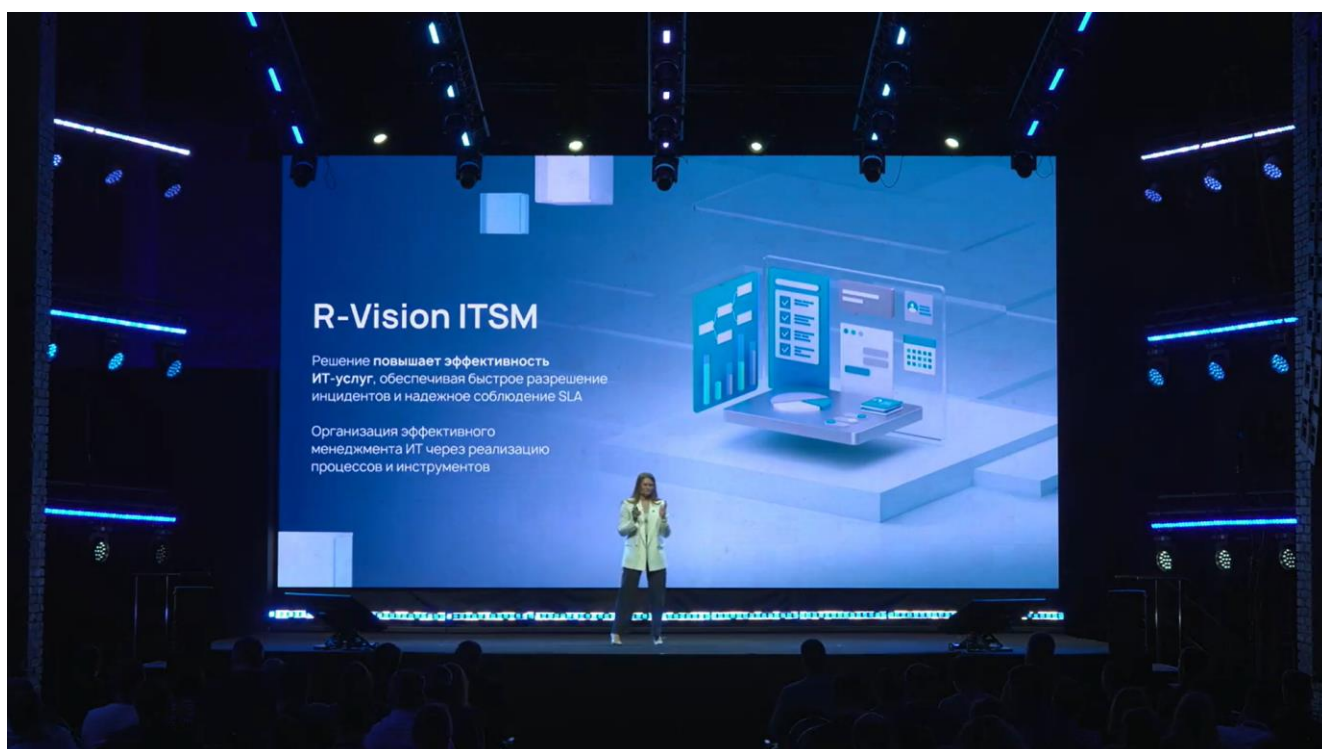 R-Vision ITSM
Решение повышает эффективность
ИТ-услуг, обеспечивая быстрое разрешение
инцидентов и надежное соблюдение SLA
Организация эффективного
менеджмента ИТ через реализацию
процессов и инструментов